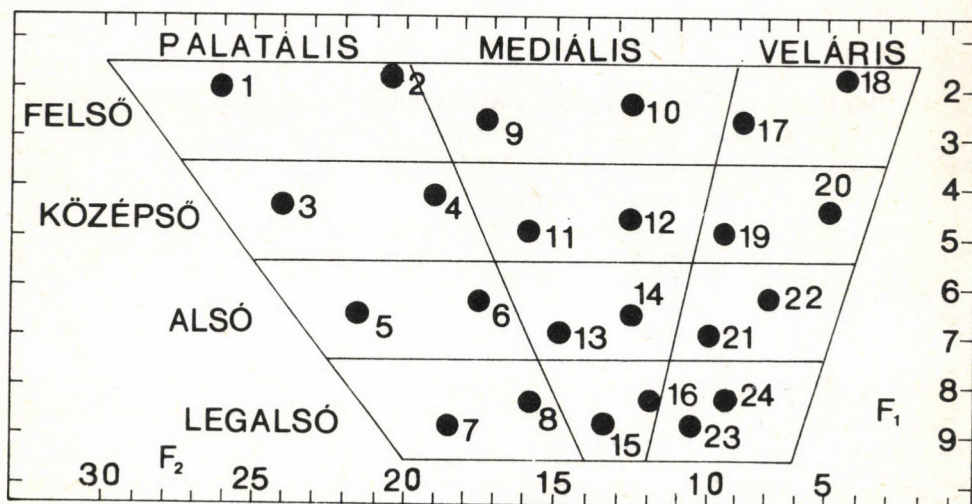 PALATÁLIS MEDIÁLIS VELÁRIS
1 2 10 18 2
FELSŐ 9 17 3
20 4
KÖZÉPSŐ 3 4 11 12 19 5
14 22 6
ALSÓ 5 6 13 21 7
16 24 8
LEGALSÓ 7 8 15 23 F₁ 9
30 F₂ 25 20 15 10 5